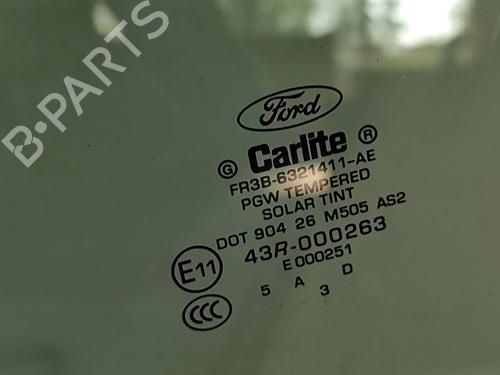 B-PARTS
Ford
G Carlite ®
FR3B-6321411-AE
PGW TEMPERED
SOLAR TINT
DOT 904 26 M505 AS2
43R-000263
E11 E 000251
CCC 5 A 3 D